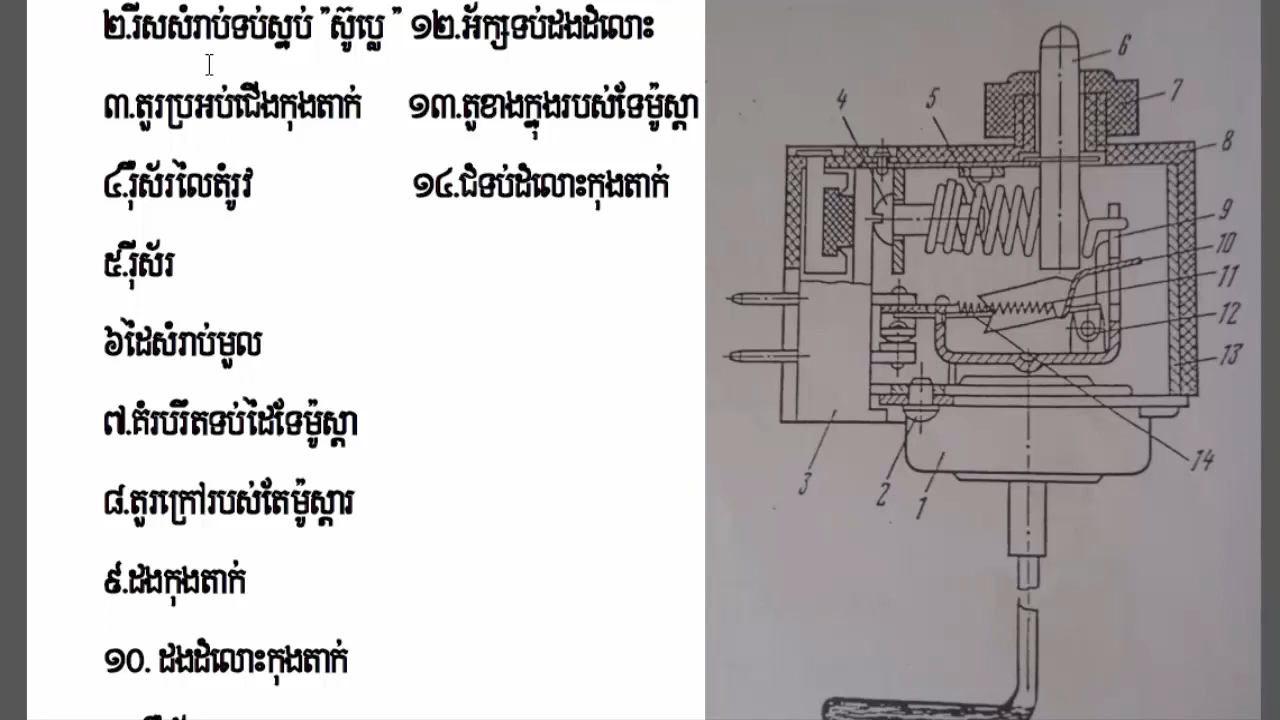 ២.រីសសំរាប់ទប់ស្នប់ "ស៊ូប្លេ" ១២.អ័ក្សទប់ដងដំលោះ
៣.តួរប្រអប់ជើងកុងតាក់ ១៣.តួខាងក្នុងរបស់ទែម៉ូស្តា
៤.រ៉ឺស័រលៃតំរូវ ១៤.ជិទប់ដំលោះកុងតាក់
៥.រ៉ឺស័រ
៦ដៃសំរាប់មួល
៧.គំរបរឹតទប់ដៃទែម៉ូស្តា
៨.តួរក្រៅរបស់តែម៉ូស្តារ
៩.ដងកុងតាក់
១០. ដងដំលោះកុងតាក់
4 5 6 7 8 9 10 11 12 13 14 3 2 1